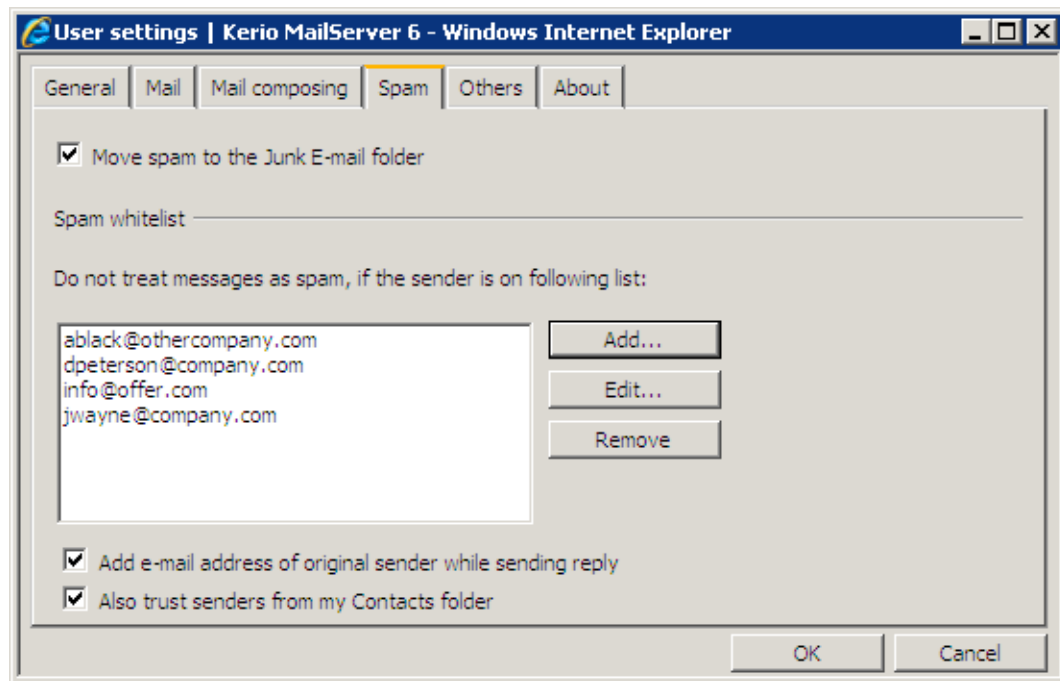 User settings | Kerio MailServer 6 - Windows Internet Explorer
General Mail Mail composing Spam Others About
Move spam to the Junk E-mail folder
Spam whitelist
Do not treat messages as spam, if the sender is on following list:
ablack@othercompany.com
dpeterson@company.com
info@offer.com
jwayne@company.com
Add...
Edit...
Remove
Add e-mail address of original sender while sending reply
Also trust senders from my Contacts folder
OK Cancel